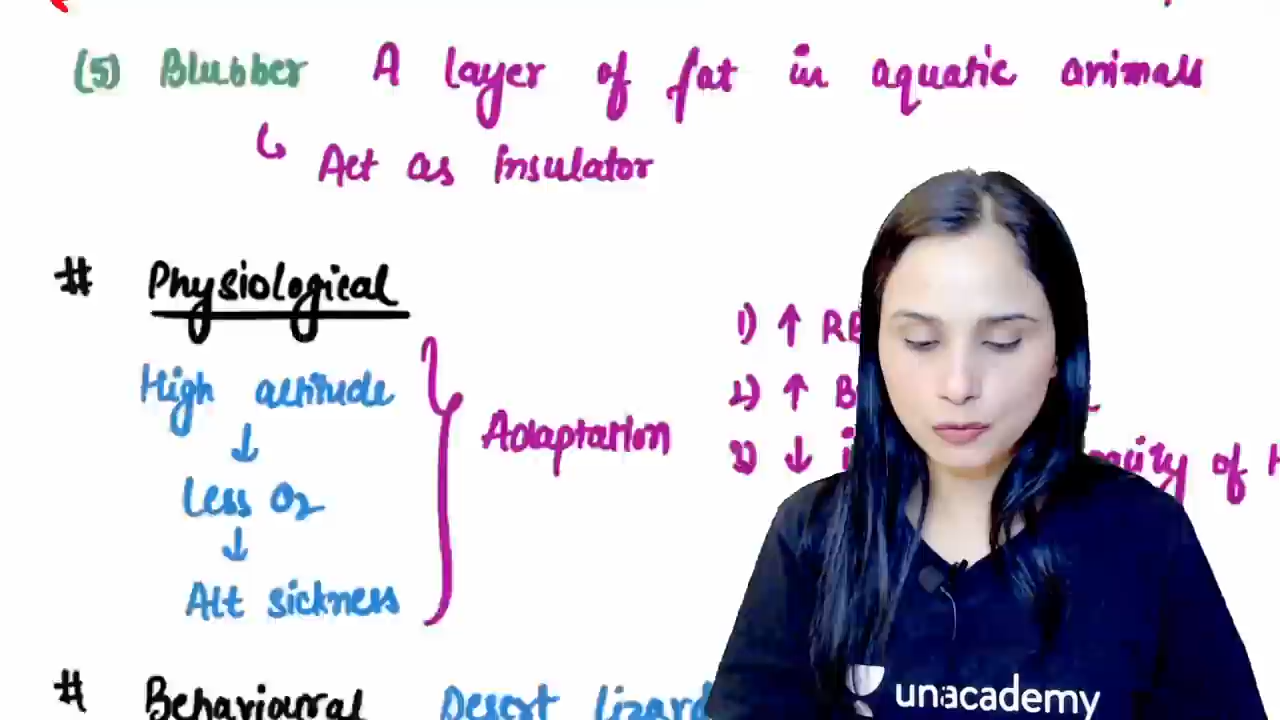 (5) Blubber A layer of fat in aquatic animals
↳ Act as insulator
# Physiological
High altitude
↓
Less O2
↓
Alt sickness
Adaptation
1) ↑
2) ↑
3) ↓ of
# Behavioural Desert lizard
unacademy